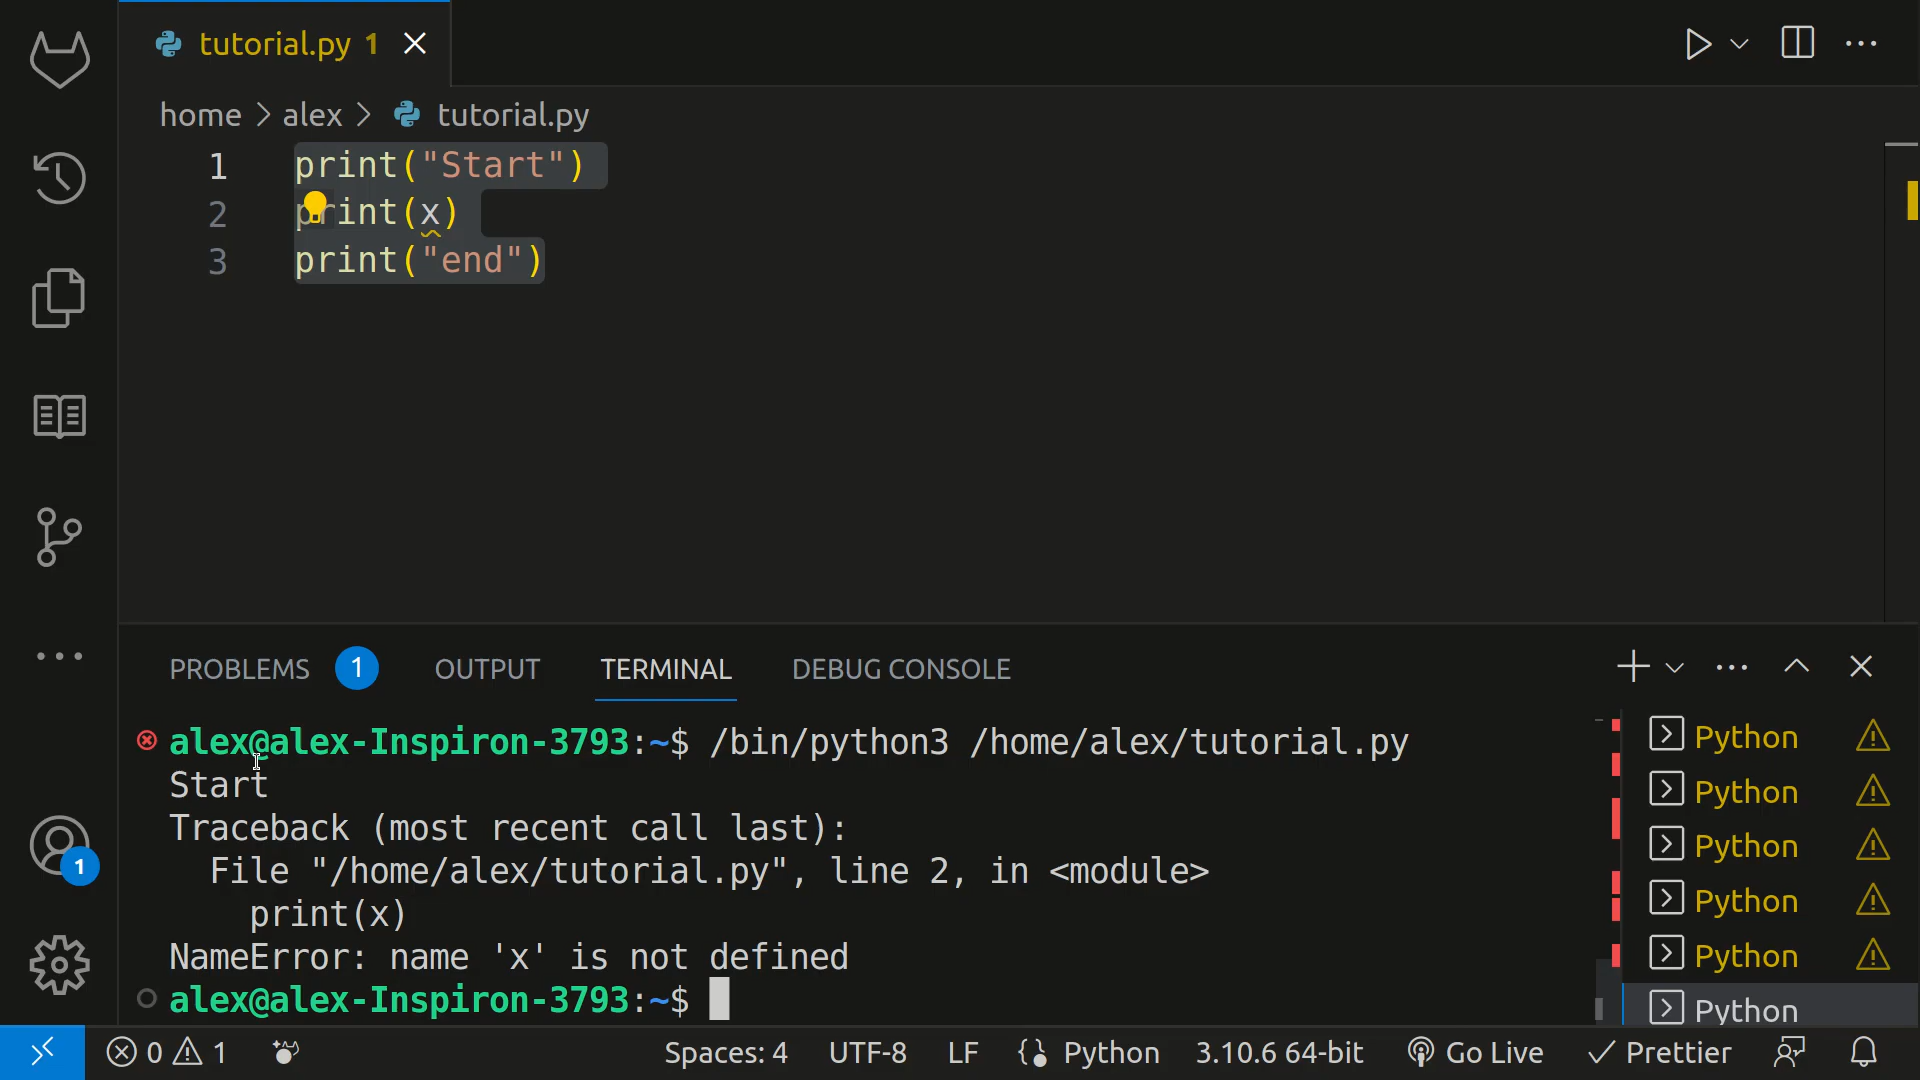 tutorial.py 1
home > alex > tutorial.py
1 print("Start")
2 print(x)
3 print("end")
PROBLEMS 1 OUTPUT TERMINAL DEBUG CONSOLE
alex@alex-Inspiron-3793:~$ /bin/python3 /home/alex/tutorial.py
Start
Traceback (most recent call last):
  File "/home/alex/tutorial.py", line 2, in <module>
    print(x)
NameError: name 'x' is not defined
alex@alex-Inspiron-3793:~$
Python
Python
Python
Python
Python
Python
1
0 1 Spaces: 4 UTF-8 LF Python 3.10.6 64-bit Go Live Prettier